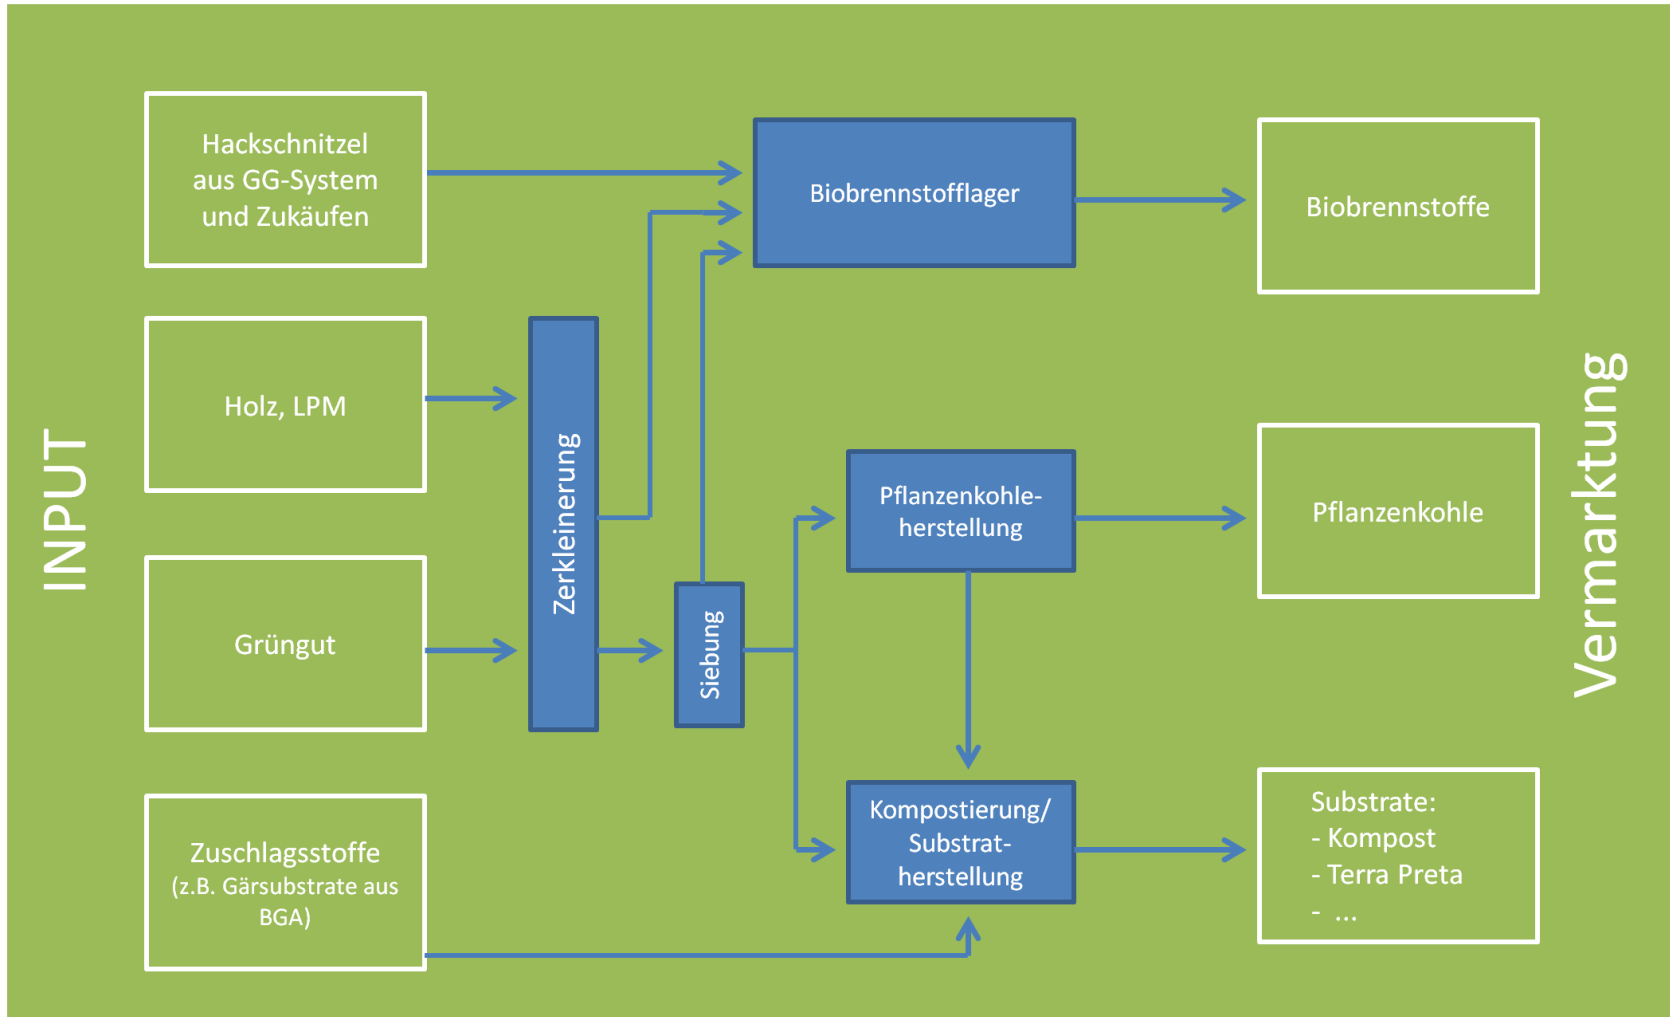 INPUT
Hackschnitzel
aus GG-System
und Zukäufen
Holz, LPM
Grüngut
Zuschlagsstoffe
(z.B. Gärsubstrate aus
BGA)
Zerkleinerung
Siebung
Biobrennstofflager
Pflanzenkohle-
herstellung
Kompostierung/
Substrat-
herstellung
Biobrennstoffe
Pflanzenkohle
Substrate:
- Kompost
- Terra Preta
- ...
Vermarktung